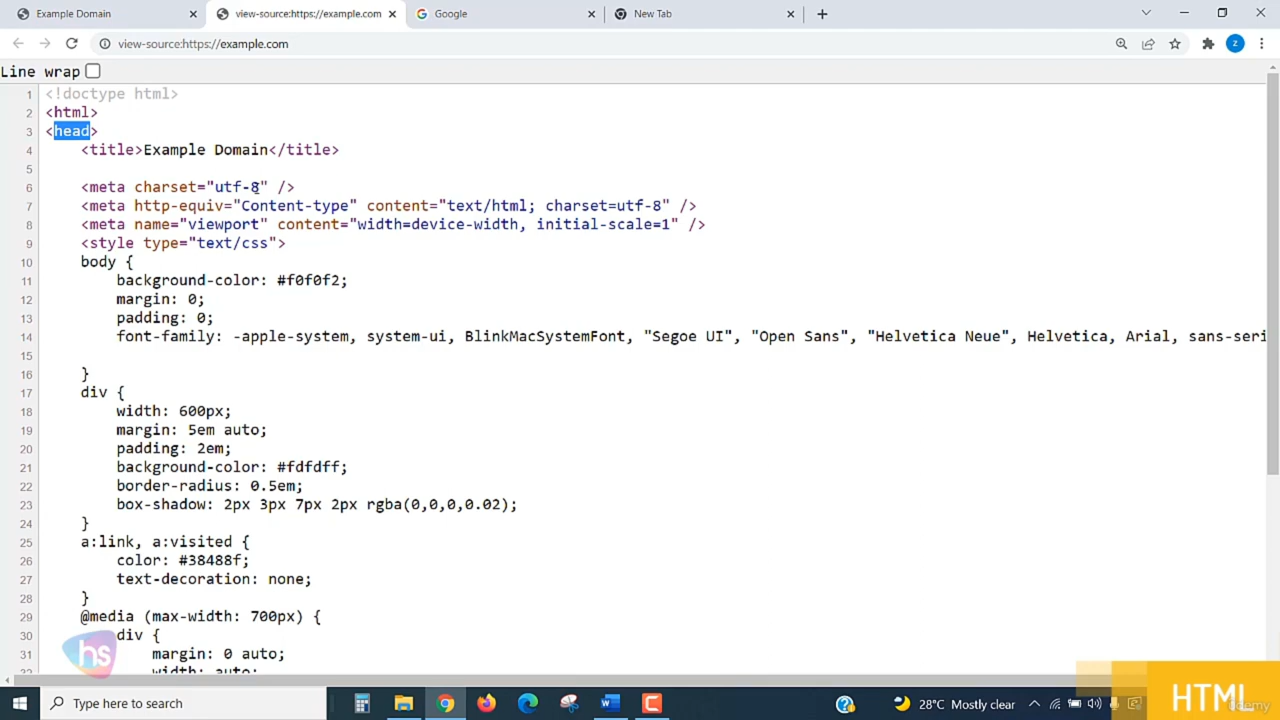 Example Domain
view-source:https://example.com
Google
New Tab
view-source:https://example.com
Z
Line wrap
1 <!doctype html>
2 <html>
3 <head>
4 <title>Example Domain</title>
5
6 <meta charset="utf-8" />
7 <meta http-equiv="Content-type" content="text/html; charset=utf-8" />
8 <meta name="viewport" content="width=device-width, initial-scale=1" />
9 <style type="text/css">
10 body {
11 background-color: #f0f0f2;
12 margin: 0;
13 padding: 0;
14 font-family: -apple-system, system-ui, BlinkMacSystemFont, "Segoe UI", "Open Sans", "Helvetica Neue", Helvetica, Arial, sans-seri
15
16 }
17 div {
18 width: 600px;
19 margin: 5em auto;
20 padding: 2em;
21 background-color: #fdfdff;
22 border-radius: 0.5em;
23 box-shadow: 2px 3px 7px 2px rgba(0,0,0,0.02);
24 }
25 a:link, a:visited {
26 color: #38488f;
27 text-decoration: none;
28 }
29 @media (max-width: 700px) {
30 div {
31 margin: 0 auto;
32 width: auto;
hs
Type here to search
28°C Mostly clear
HTML
Udemy